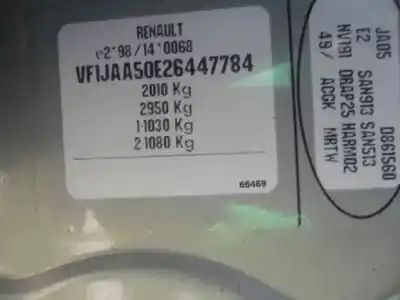 RENAULT
e2*98/14*0068
VF1JAA50E26447784
2010 Kg
2950 Kg
1-1030 Kg
2-1080 Kg
66469
D861560
JA05 SAN913 SAN513
E2 DRAP25 HARM02
NV191 ACGK MRTW
49/